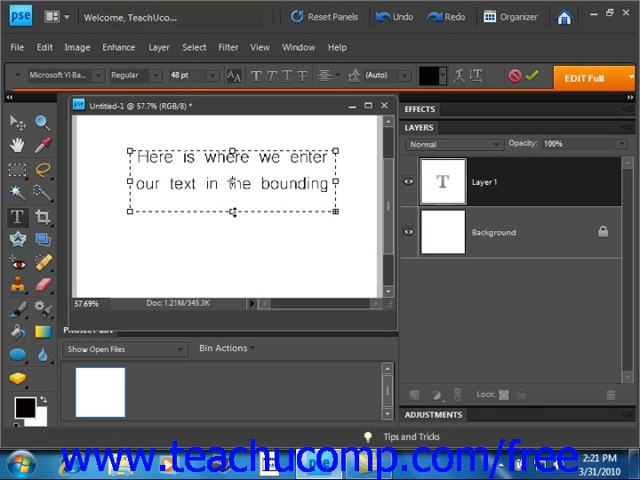 pse
Welcome, TeachUco...
Reset Panels
Undo
Redo
Organizer
File Edit Image Enhance Layer Select Filter View Window Help
Microsoft Yi Ba... Regular 48 pt (Auto)
EDIT Full
Untitled-1 @ 57.7% (RGB/8) *
Here is where we enter
our text in the bounding
57.69% Doc: 1.21M/345.3K
EFFECTS
LAYERS
Normal Opacity: 100%
Layer 1
Background
Lock:
PROJECT BIN
Show Open Files Bin Actions
ADJUSTMENTS
Tips and Tricks
www.teachucomp.com/free
2:21 PM
3/31/2010